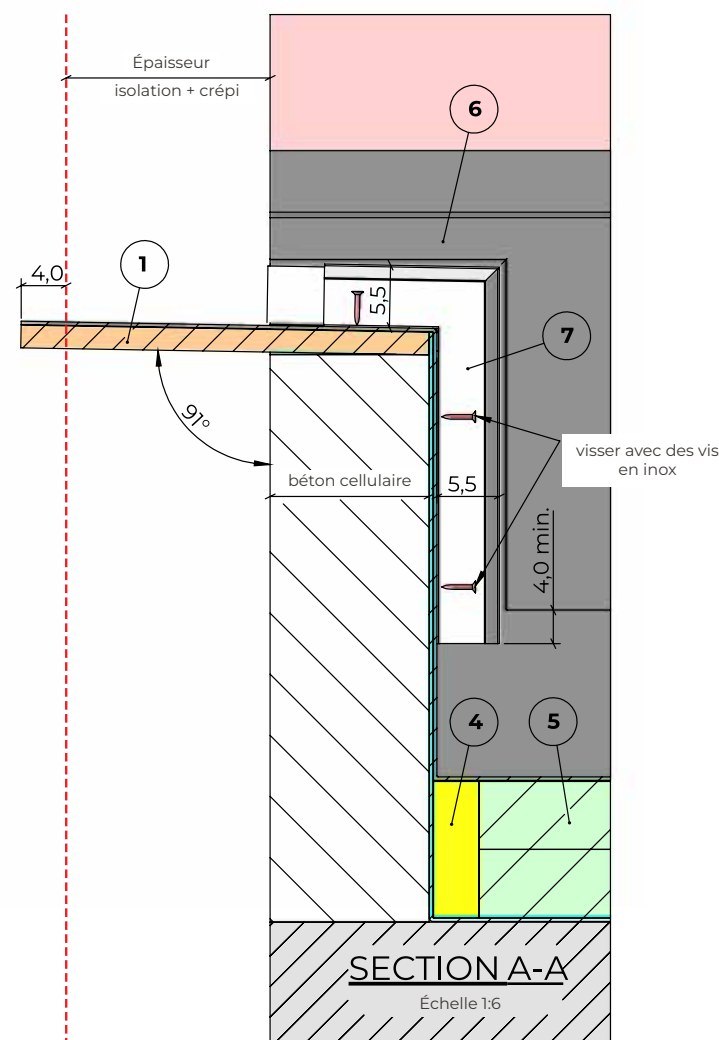 Épaisseur
isolation + crépi
6
4,0
1
5,5
7
91°
visser avec des vis
en inox
béton cellulaire
5,5
4,0 min.
4
5
SECTION A-A
Échelle 1:6